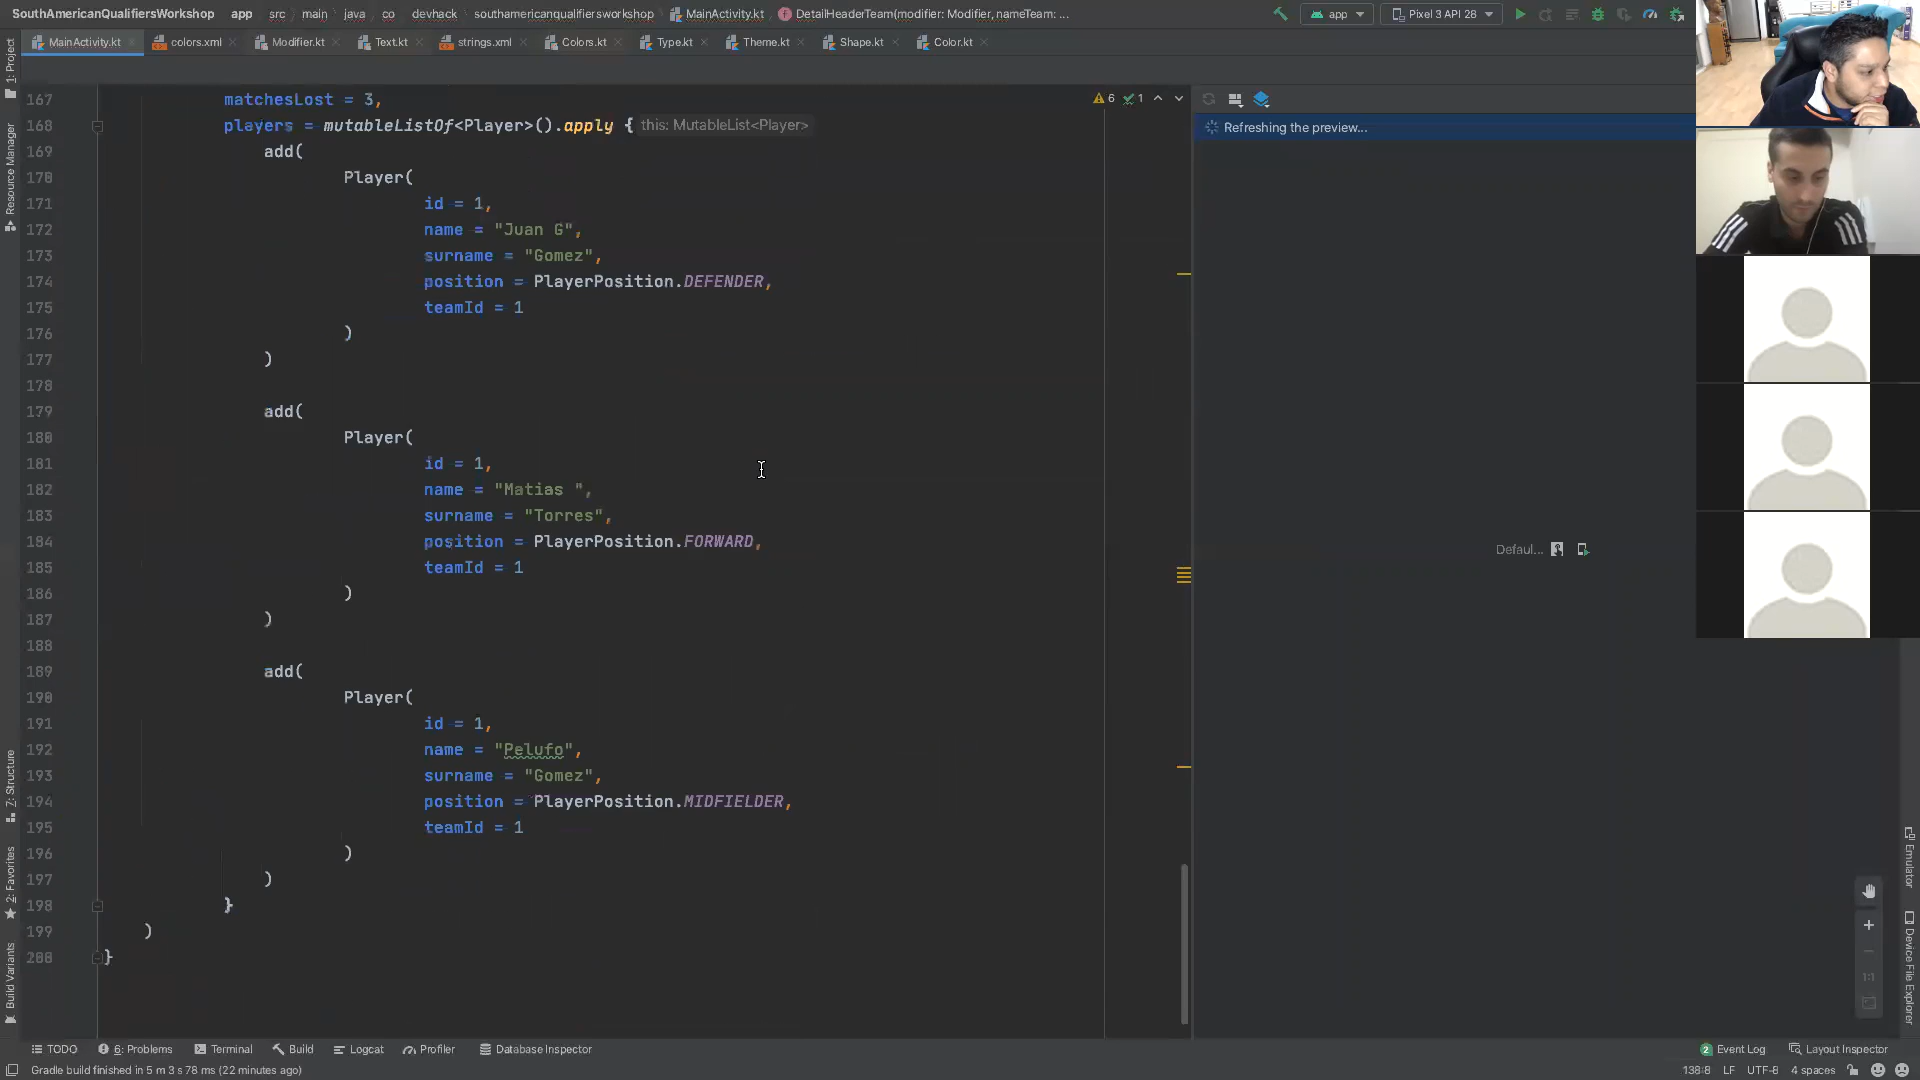 SouthAmericanQualifiersWorkshop app src main java co devhack southamericanqualifiersworkshop MainActivity.kt DetailHeaderTeam(modifier: Modifier, nameTeam: ...
app Pixel 3 API 28
MainActivity.kt colors.xml Modifier.kt Text.kt strings.xml Colors.kt Type.kt Theme.kt Shape.kt Color.kt
1: Project
Resource Manager
7: Structure
2: Favorites
Build Variants
6 1
167 matchesLost = 3,
168 players = mutableListOf<Player>().apply { this: MutableList<Player>
169 add(
170 Player(
171 id = 1,
172 name = "Juan G",
173 surname = "Gomez",
174 position = PlayerPosition.DEFENDER,
175 teamId = 1
176 )
177 )
178
179 add(
180 Player(
181 id = 1,
182 name = "Matias ",
183 surname = "Torres",
184 position = PlayerPosition.FORWARD,
185 teamId = 1
186 )
187 )
188
189 add(
190 Player(
191 id = 1,
192 name = "Pelufo",
193 surname = "Gomez",
194 position = PlayerPosition.MIDFIELDER,
195 teamId = 1
196 )
197 )
198 }
199 )
200 }
Refreshing the preview...
Defaul...
1:1
Emulator
Device File Explorer
TODO 6: Problems Terminal Build Logcat Profiler Database Inspector 2 Event Log Layout Inspector
Gradle build finished in 5 m 3 s 78 ms (22 minutes ago) 138:8 LF UTF-8 4 spaces